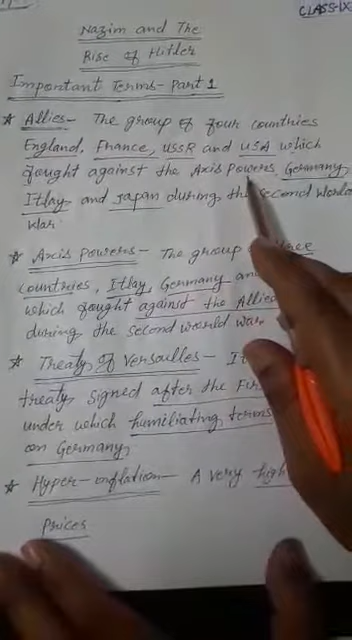 CLASS-IX
Nazim and The
Rise of Hitler
Important Terms- Part 1
* Allies- The group of four countries
England, France, USSR and USA which
fought against the Axis Powers, Germany,
Itlay and Japan during the Second World
War
* Axis Powers- The group of three
countries, Itlay, Germany and
which fought against the Allied
during the Second World War
* Treaty of Versailles- It
treaty signed after the
under which humiliating terms
on Germany
* Hyper-inflation- A very high
Prices